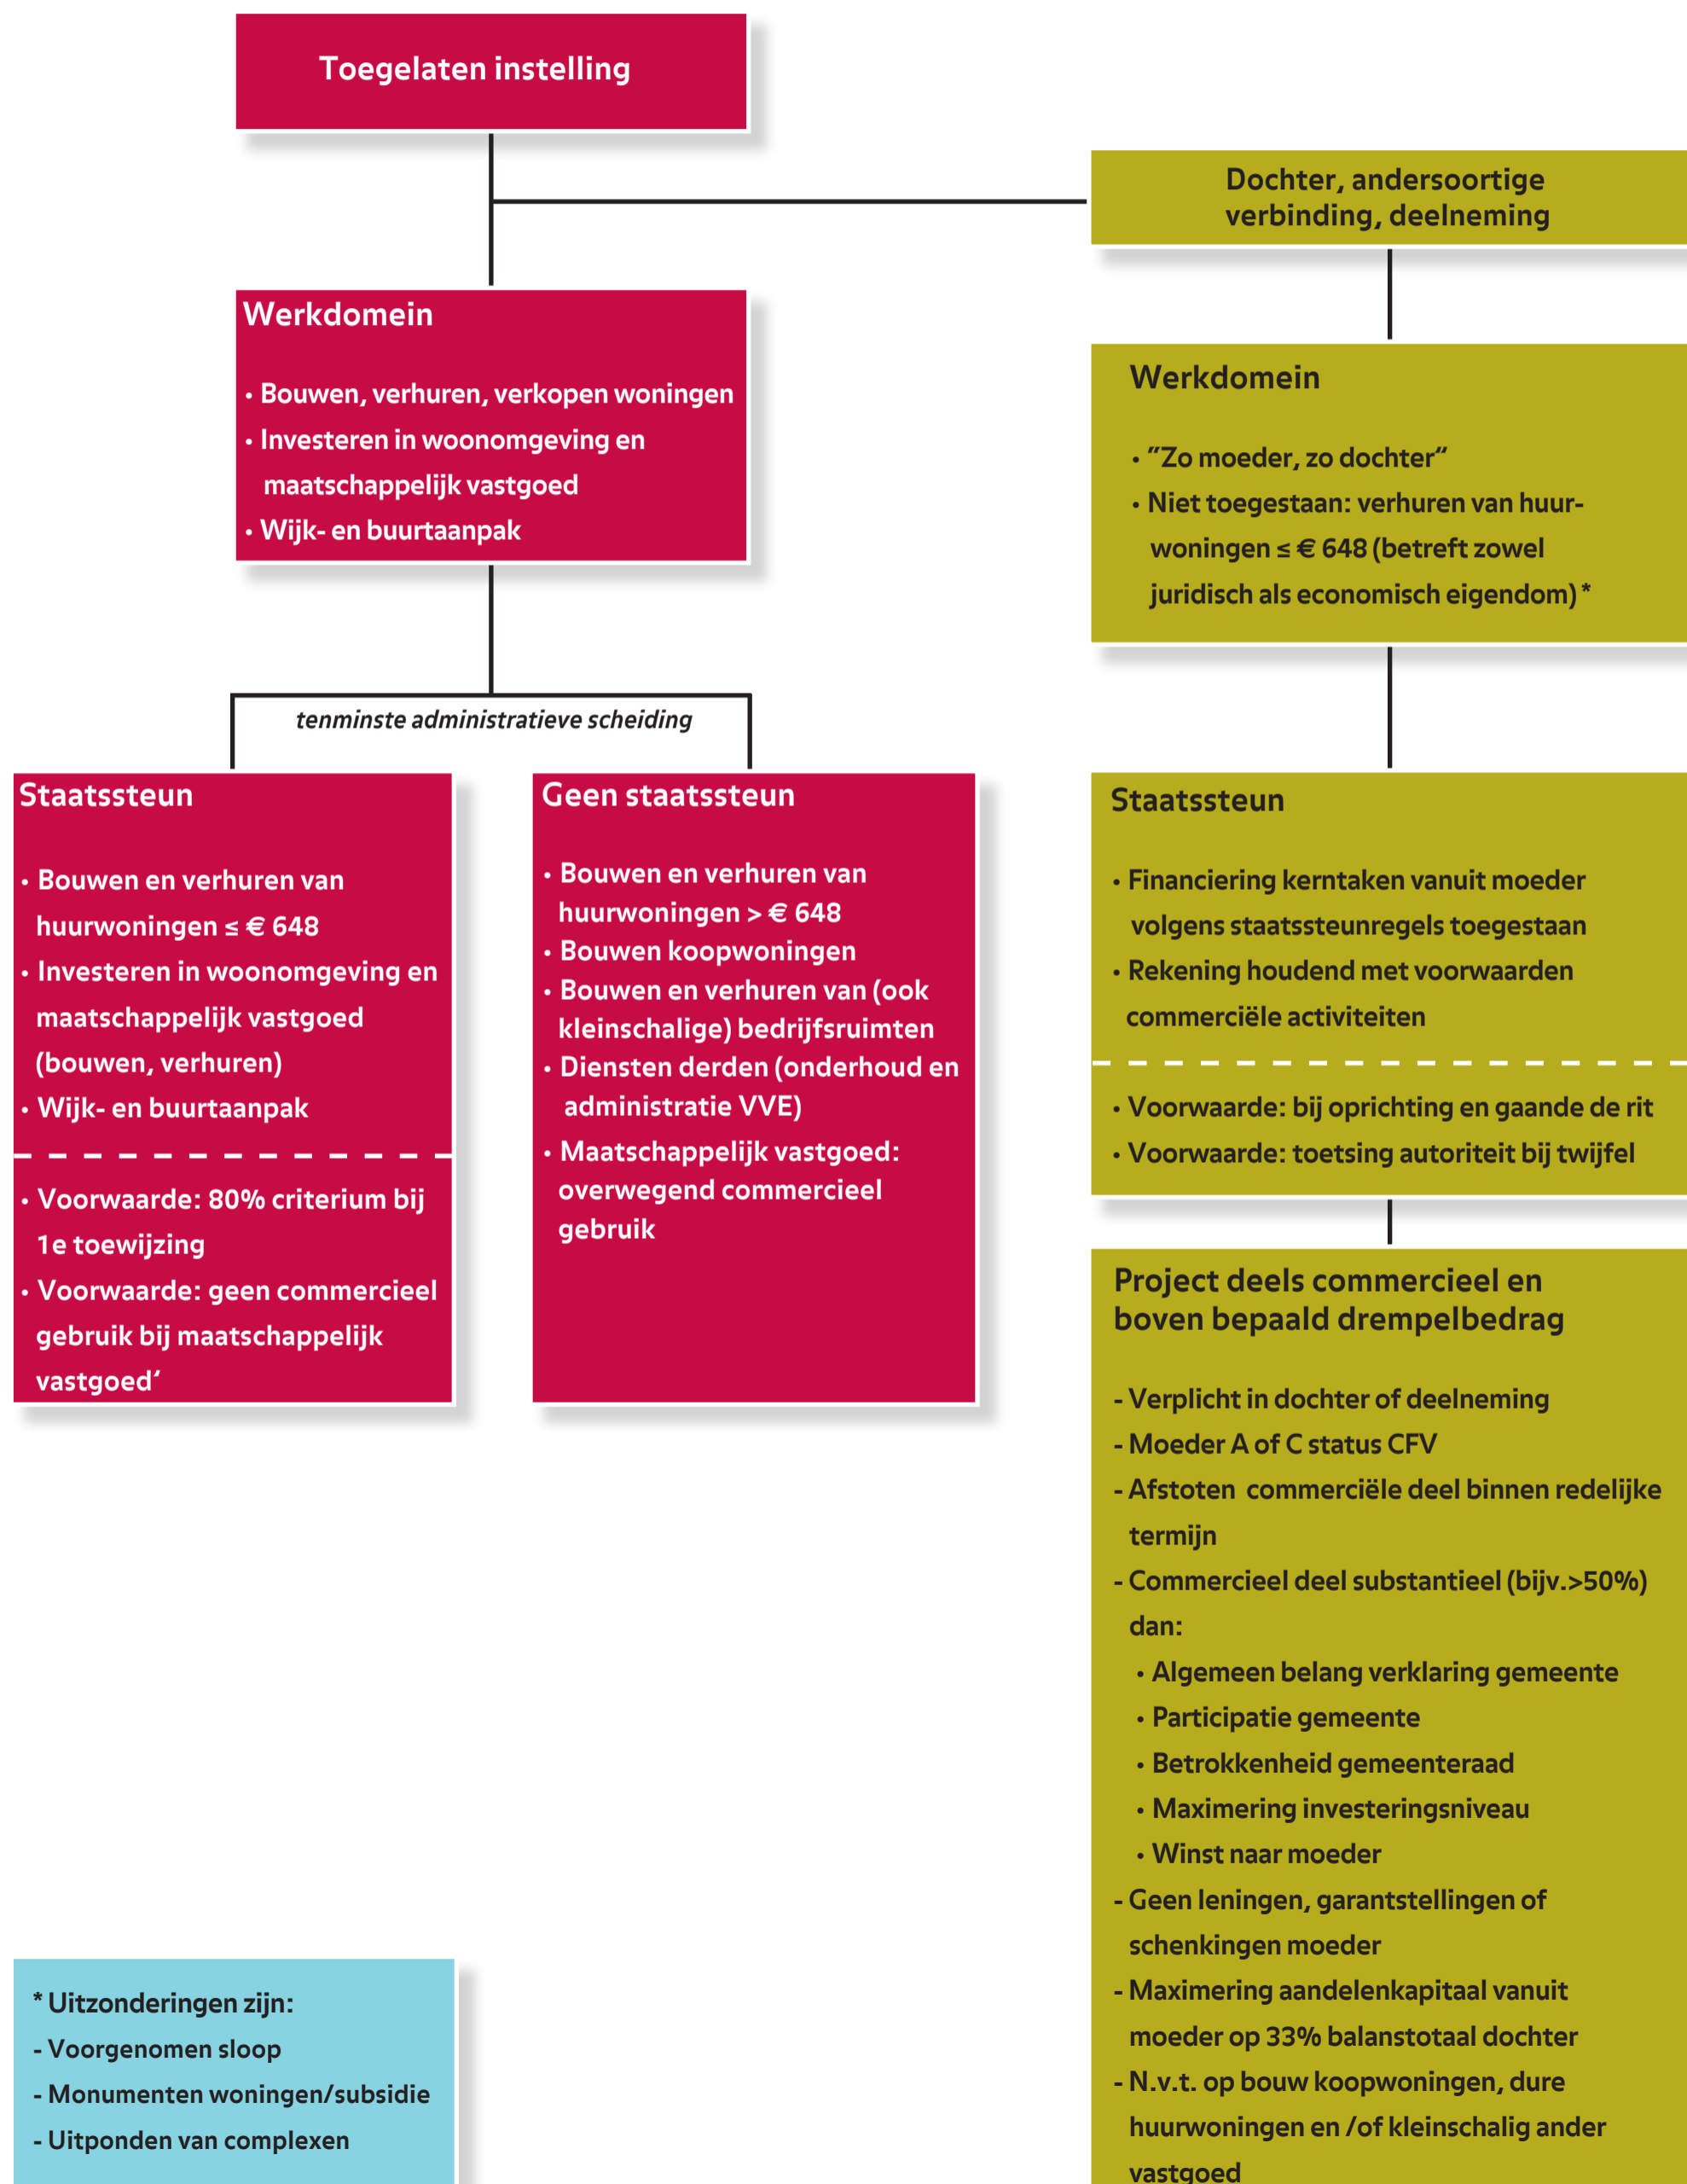 Toegelaten instelling
Dochter, andersoortige
verbinding, deelneming
Werkdomein
• Bouwen, verhuren, verkopen woningen
• Investeren in woonomgeving en
maatschappelijk vastgoed
• Wijk- en buurtaanpak
Werkdomein
• ”Zo moeder, zo dochter“
• Niet toegestaan: verhuren van huur-
woningen ≤ € 648 (betreft zowel
juridisch als economisch eigendom) *
tenminste administratieve scheiding
Staatssteun
• Bouwen en verhuren van
huurwoningen ≤ € 648
• Investeren in woonomgeving en
maatschappelijk vastgoed
(bouwen, verhuren)
• Wijk- en buurtaanpak
• Voorwaarde: 80% criterium bij
1e toewijzing
• Voorwaarde: geen commercieel
gebruik bij maatschappelijk
vastgoed‘
Geen staatssteun
• Bouwen en verhuren van
huurwoningen > € 648
• Bouwen koopwoningen
• Bouwen en verhuren van (ook
kleinschalige) bedrijfsruimten
• Diensten derden (onderhoud en
administratie VVE)
• Maatschappelijk vastgoed:
overwegend commercieel
gebruik
Staatssteun
• Financiering kerntaken vanuit moeder
volgens staatssteunregels toegestaan
• Rekening houdend met voorwaarden
commerciële activiteiten
• Voorwaarde: bij oprichting en gaande de rit
• Voorwaarde: toetsing autoriteit bij twijfel
Project deels commercieel en
boven bepaald drempelbedrag
- Verplicht in dochter of deelneming
- Moeder A of C status CFV
- Afstoten commerciële deel binnen redelijke
termijn
- Commercieel deel substantieel (bijv.>50%)
dan:
• Algemeen belang verklaring gemeente
• Participatie gemeente
• Betrokkenheid gemeenteraad
• Maximering investeringsniveau
• Winst naar moeder
- Geen leningen, garantstellingen of
schenkingen moeder
- Maximering aandelenkapitaal vanuit
moeder op 33% balanstotaal dochter
- N.v.t. op bouw koopwoningen, dure
huurwoningen en /of kleinschalig ander
vastgoed
* Uitzonderingen zijn:
- Voorgenomen sloop
- Monumenten woningen/subsidie
- Uitponden van complexen